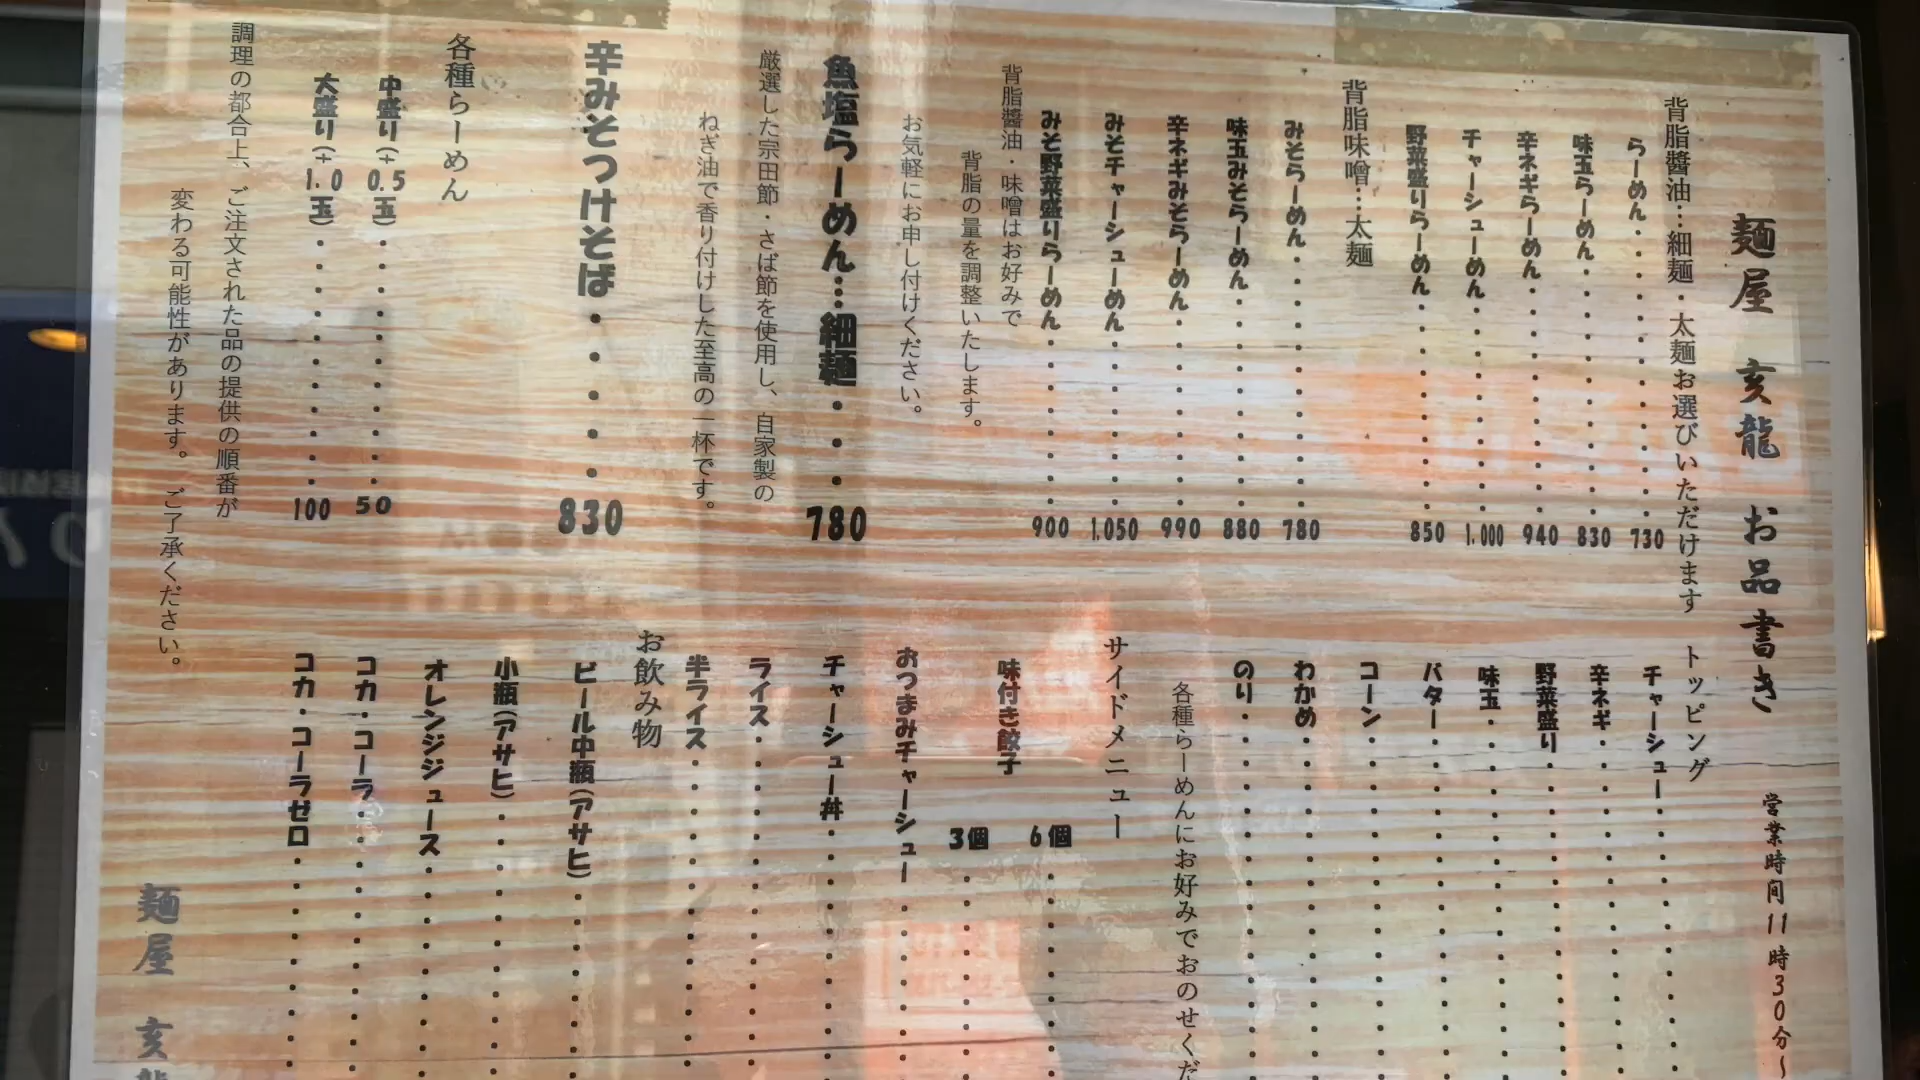 麺屋 亥龍 お品書き
営業時間 11時30分~
背脂醬油…細麺・太麺お選びいただけます
らーめん・・・・・・・・・・・730
味玉らーめん・・・・・・・・・・830
辛ネギらーめん・・・・・・・・・940
チャーシューめん・・・・・・・・1,000
野菜盛りらーめん・・・・・・・・850
背脂味噌…太麺
みそらーめん・・・・・・・・・・780
味玉みそらーめん・・・・・・・・880
辛ネギみそらーめん・・・・・・・990
みそチャーシューめん・・・・・・1,050
みそ野菜盛りらーめん・・・・・・900
背脂醬油・味噌はお好みで
背脂の量を調整いたします。
お気軽にお申し付けください。
魚塩らーめん…細麺・・・780
厳選した宗田節・さば節を使用し、自家製の
ねぎ油で香り付けした至高の一杯です。
辛みそつけそば・・・・・830
各種らーめん
中盛り(+0.5玉)・・・・・・・・・50
大盛り(+1.0玉)・・・・・・・・・100
調理の都合上、ご注文された品の提供の順番が
変わる可能性があります。ご了承ください。
トッピング
チャーシュー・・・・・・・・・・
辛ネギ・・・・・・・・・・・・
野菜盛り・・・・・・・・・・・
味玉・・・・・・・・・・・・・
バター・・・・・・・・・・・・
コーン・・・・・・・・・・・・
わかめ・・・・・・・・・・・・
のり・・・・・・・・・・・・・
各種らーめんにお好みでおのせくだ
サイドメニュー
味付き餃子
6個・・・・・・・・
3個・・・・・・・・
おつまみチャーシュー・・・・・・
チャーシュー丼・・・・・・・・・
ライス・・・・・・・・・・・・
半ライス・・・・・・・・・・・
お飲み物
ビール中瓶(アサヒ)・・・・・・・
小瓶(アサヒ)・・・・・・・・・・
オレンジジュース・・・・・・・・
コカ・コーラ・・・・・・・・・・
コカ・コーラゼロ・・・・・・・・
麺屋 亥龍